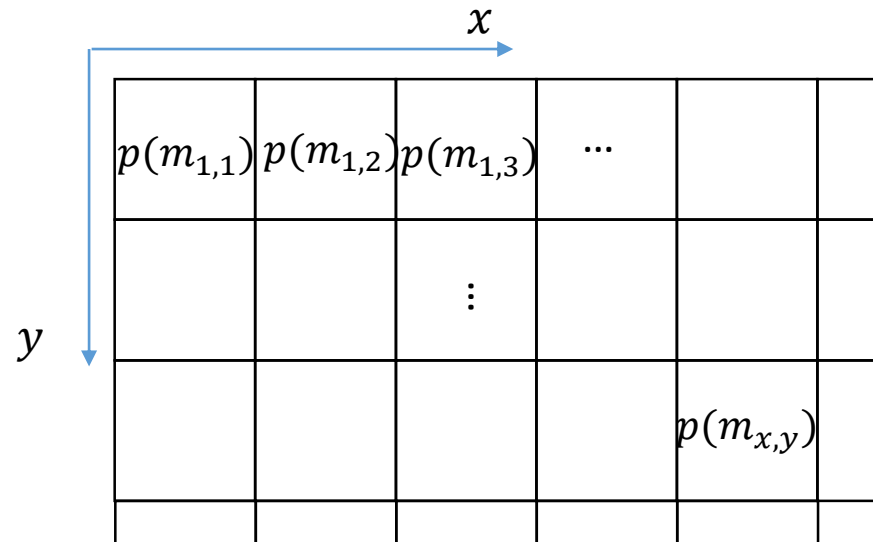 x
p(m₁,₁) p(m₁,₂) p(m₁,₃) ...
⋮
y
p(mₓ,ᵧ)